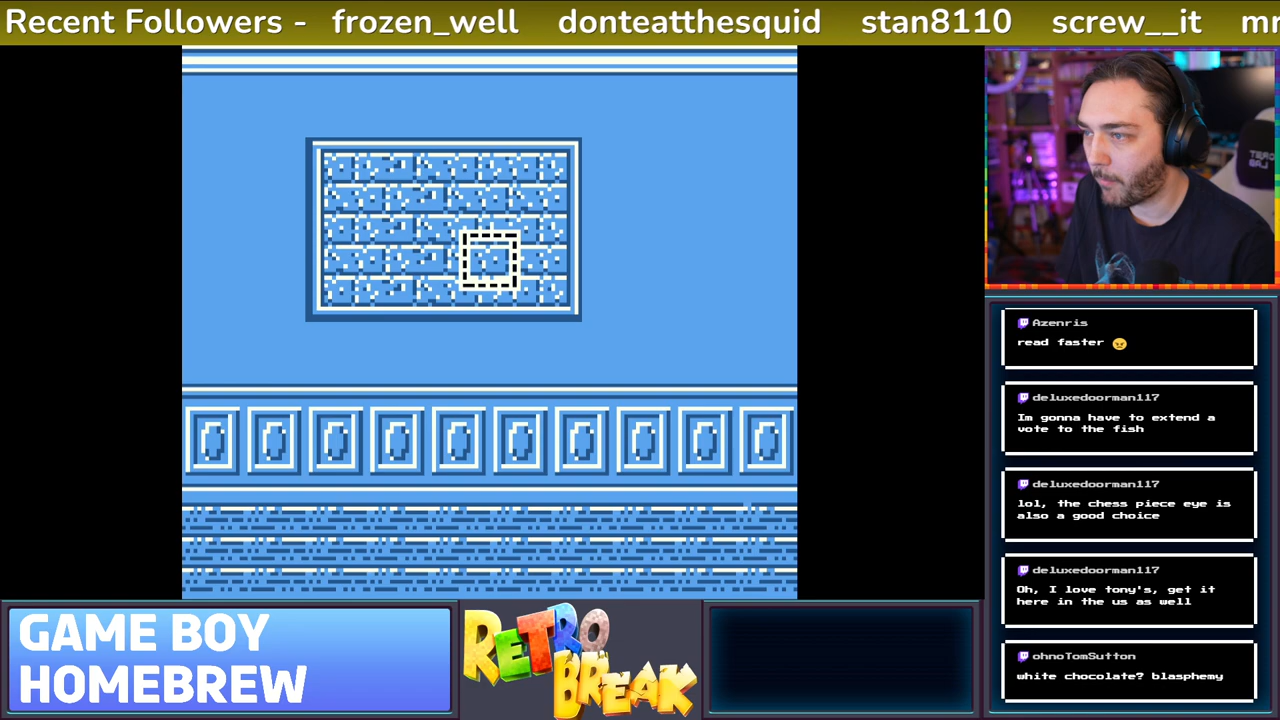 Recent Followers - frozen_well donteatthesquid stan8110 screw__it mr
Azenris
read faster
deluxedoorman117
Im gonna have to extend a
vote to the fish
deluxedoorman117
lol, the chess piece eye is
also a good choice
deluxedoorman117
Oh, I love tony's, get it
here in the us as well
ohnoTomSutton
white chocolate? blasphemy
GAME BOY
HOMEBREW
RETRO
BREAK